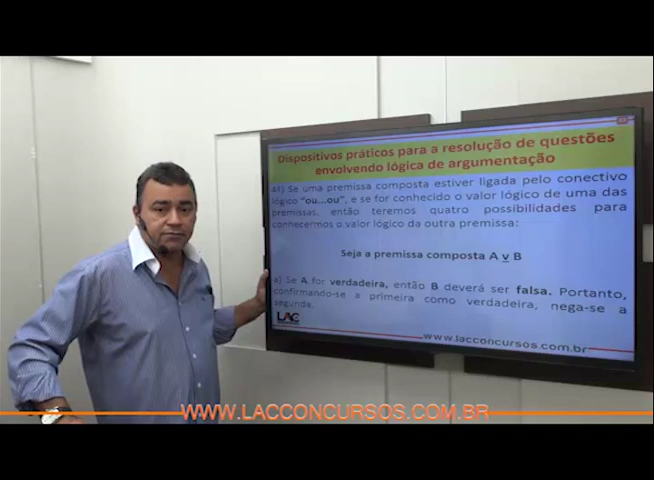 Dispositivos práticos para a resolução de questões
envolvendo lógica de argumentação
4ª) Se uma premissa composta estiver ligada pelo conectivo
lógico "ou...ou", e se for conhecido o valor lógico de uma das
premissas, então teremos quatro possibilidades para
conhecermos o valor lógico da outra premissa:
Seja a premissa composta A v B
a) Se A for verdadeira, então B deverá ser falsa. Portanto,
confirmando-se a primeira como verdadeira, nega-se a
segunda.
LAC
www.lacconcursos.com.br
WWW.LACCONCURSOS.COM.BR